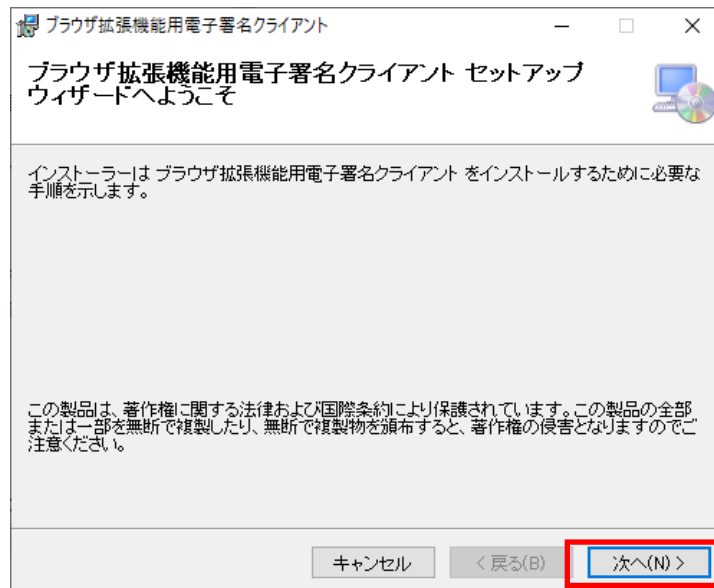 ブラウザ拡張機能用電子署名クライアント
ブラウザ拡張機能用電子署名クライアント セットアップ
ウィザードへようこそ
インストーラーは ブラウザ拡張機能用電子署名クライアント をインストールするために必要な
手順を示します。
この製品は、著作権に関する法律および国際条約により保護されています。この製品の全部
または一部を無断で複製したり、無断で複製物を頒布すると、著作権の侵害となりますのでご
注意ください。
キャンセル
< 戻る(B)
次へ(N) >